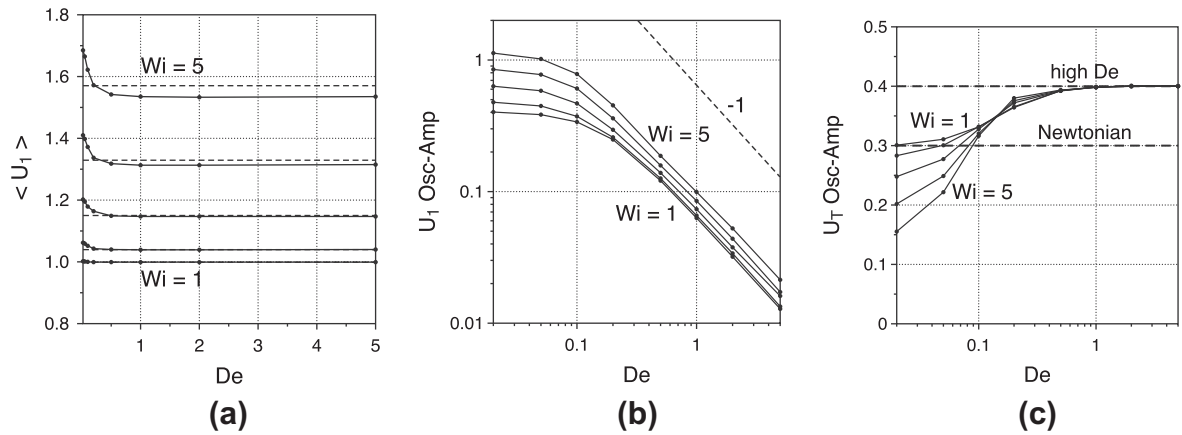 1.8
1.6
1.4
1.2
1.0
0.8
< U1 >
Wi = 5
Wi = 1
1
2
3
4
5
De
(a)
1
0.1
0.01
U1 Osc-Amp
-1
Wi = 5
Wi = 1
0.1
1
De
(b)
0.5
0.4
0.3
0.2
0.1
0
UT Osc-Amp
high De
Wi = 1
Newtonian
Wi = 5
0.1
1
De
(c)